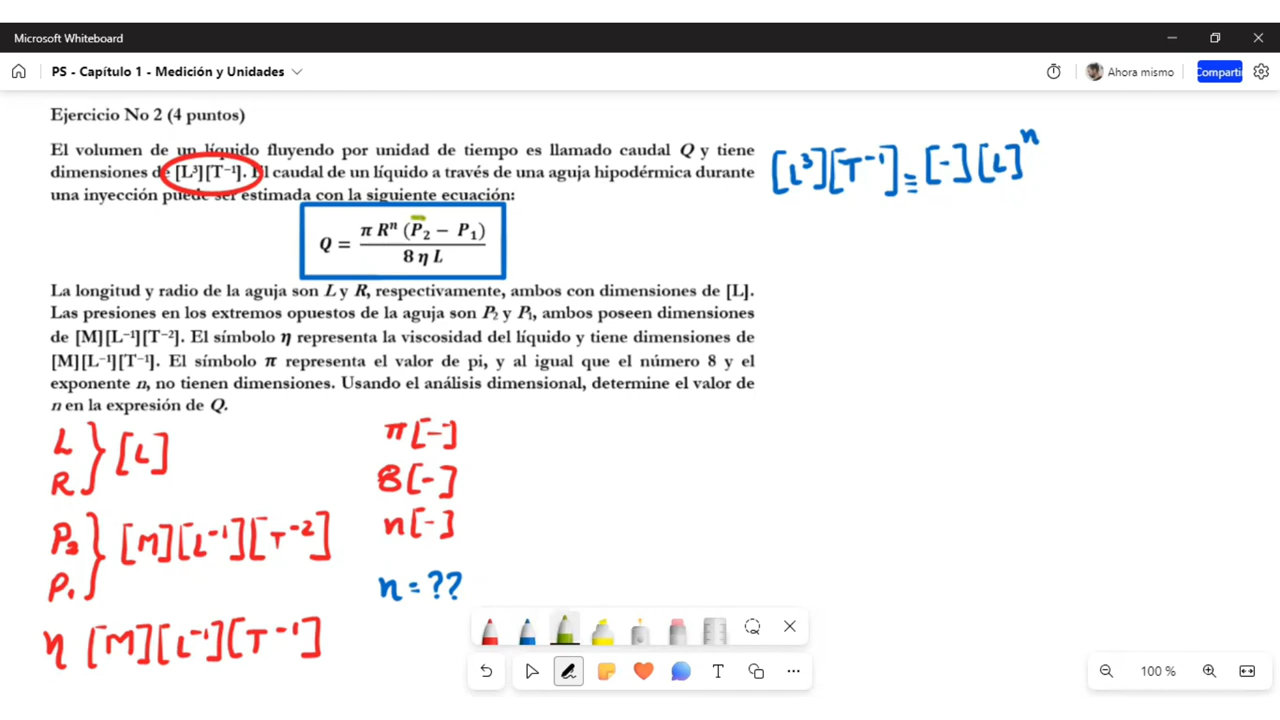 Microsoft Whiteboard
PS - Capítulo 1 - Medición y Unidades
Ahora mismo
Comparti
Ejercicio No 2 (4 puntos)
El volumen de un líquido fluyendo por unidad de tiempo es llamado caudal Q y tiene
dimensiones de [L³][T⁻¹]. El caudal de un líquido a través de una aguja hipodérmica durante
una inyección puede ser estimada con la siguiente ecuación:
Q = π Rⁿ (P₂ − P₁) / 8 η L
La longitud y radio de la aguja son L y R, respectivamente, ambos con dimensiones de [L].
Las presiones en los extremos opuestos de la aguja son P₂ y P₁, ambos poseen dimensiones
de [M][L⁻¹][T⁻²]. El símbolo η representa la viscosidad del líquido y tiene dimensiones de
[M][L⁻¹][T⁻¹]. El símbolo π representa el valor de pi, y al igual que el número 8 y el
exponente n, no tienen dimensiones. Usando el análisis dimensional, determine el valor de
n en la expresión de Q.
[L³][T⁻¹] = [-][L]ⁿ
L
R } [L]
P₂
P₁ } [M][L⁻¹][T⁻²]
η [M][L⁻¹][T⁻¹]
π [-]
8 [-]
n [-]
n = ??
100 %